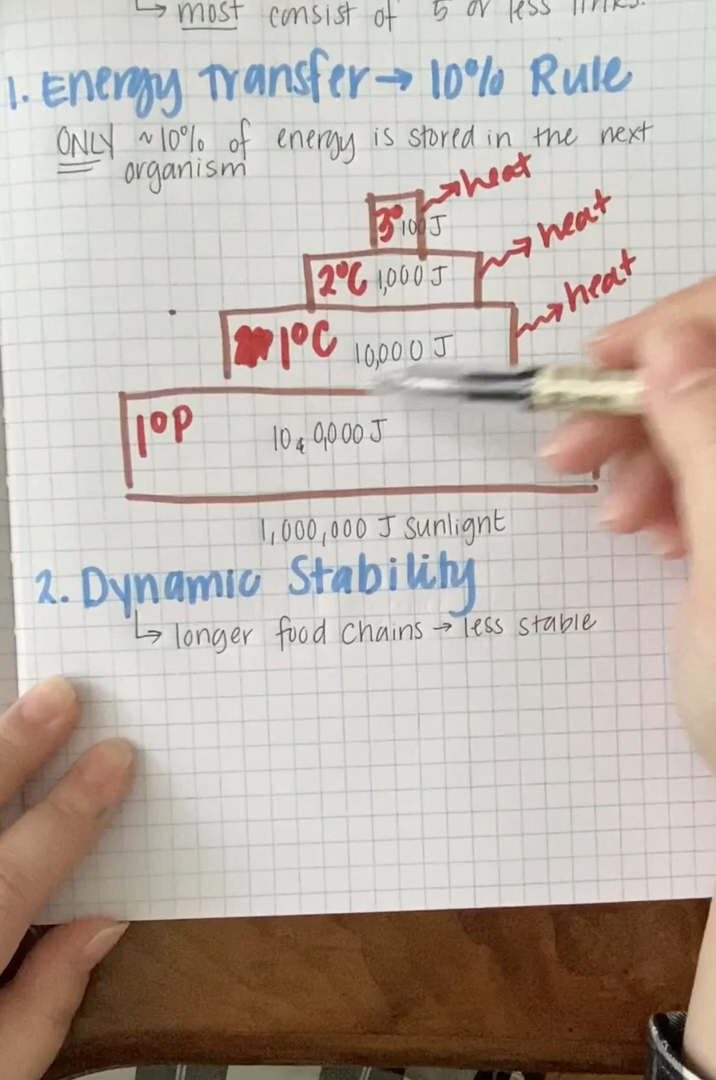 ↳ most consist of 5 or less links.
1. Energy Transfer → 10% Rule
ONLY ~10% of energy is stored in the next
organism
3° 100J → heat
2°C 1,000 J → heat
1°C 10,000 J → heat
1°P 100,000 J
1,000,000 J sunlight
2. Dynamic Stability
↳ longer food chains → less stable